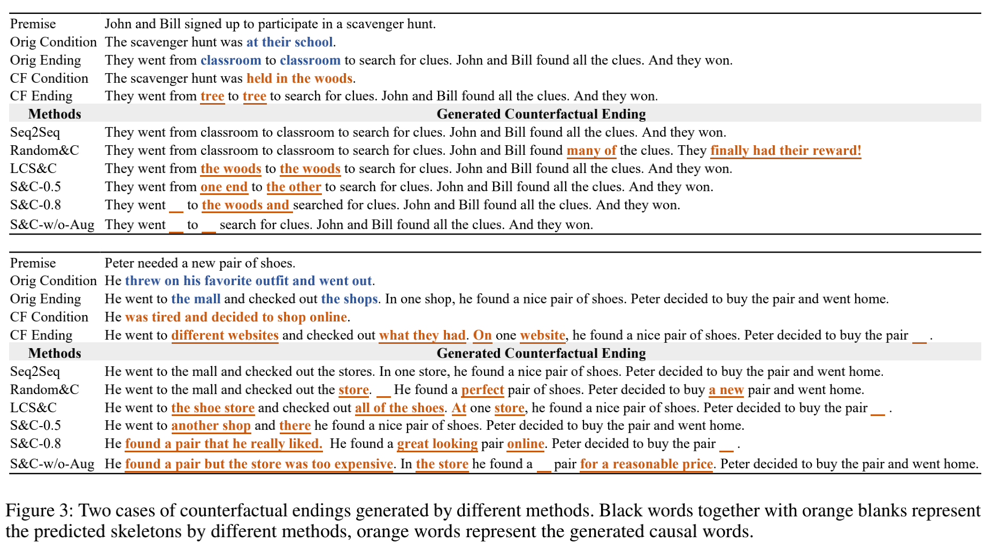 Premise John and Bill signed up to participate in a scavenger hunt.
Orig Condition The scavenger hunt was at their school.
Orig Ending They went from classroom to classroom to search for clues. John and Bill found all the clues. And they won.
CF Condition The scavenger hunt was held in the woods.
CF Ending They went from tree to tree to search for clues. John and Bill found all the clues. And they won.
Methods Generated Counterfactual Ending
Seq2Seq They went from classroom to classroom to search for clues. John and Bill found all the clues. And they won.
Random&C They went from classroom to classroom to search for clues. John and Bill found many of the clues. They finally had their reward!
LCS&C They went from the woods to the woods to search for clues. John and Bill found all the clues. And they won.
S&C-0.5 They went from one end to the other to search for clues. John and Bill found all the clues. And they won.
S&C-0.8 They went __ to the woods and searched for clues. John and Bill found all the clues. And they won.
S&C-w/o-Aug They went __ to __ search for clues. John and Bill found all the clues. And they won.
Premise Peter needed a new pair of shoes.
Orig Condition He threw on his favorite outfit and went out.
Orig Ending He went to the mall and checked out the shops. In one shop, he found a nice pair of shoes. Peter decided to buy the pair and went home.
CF Condition He was tired and decided to shop online.
CF Ending He went to different websites and checked out what they had. On one website, he found a nice pair of shoes. Peter decided to buy the pair __ .
Methods Generated Counterfactual Ending
Seq2Seq He went to the mall and checked out the stores. In one store, he found a nice pair of shoes. Peter decided to buy the pair and went home.
Random&C He went to the mall and checked out the store. __ He found a perfect pair of shoes. Peter decided to buy a new pair and went home.
LCS&C He went to the shoe store and checked out all of the shoes. At one store, he found a nice pair of shoes. Peter decided to buy the pair __ .
S&C-0.5 He went to another shop and there he found a nice pair of shoes. Peter decided to buy the pair and went home.
S&C-0.8 He found a pair that he really liked. He found a great looking pair online. Peter decided to buy the pair __ .
S&C-w/o-Aug He found a pair but the store was too expensive. In the store he found a __ pair for a reasonable price. Peter decided to buy the pair and went home.
Figure 3: Two cases of counterfactual endings generated by different methods. Black words together with orange blanks represent
the predicted skeletons by different methods, orange words represent the generated causal words.